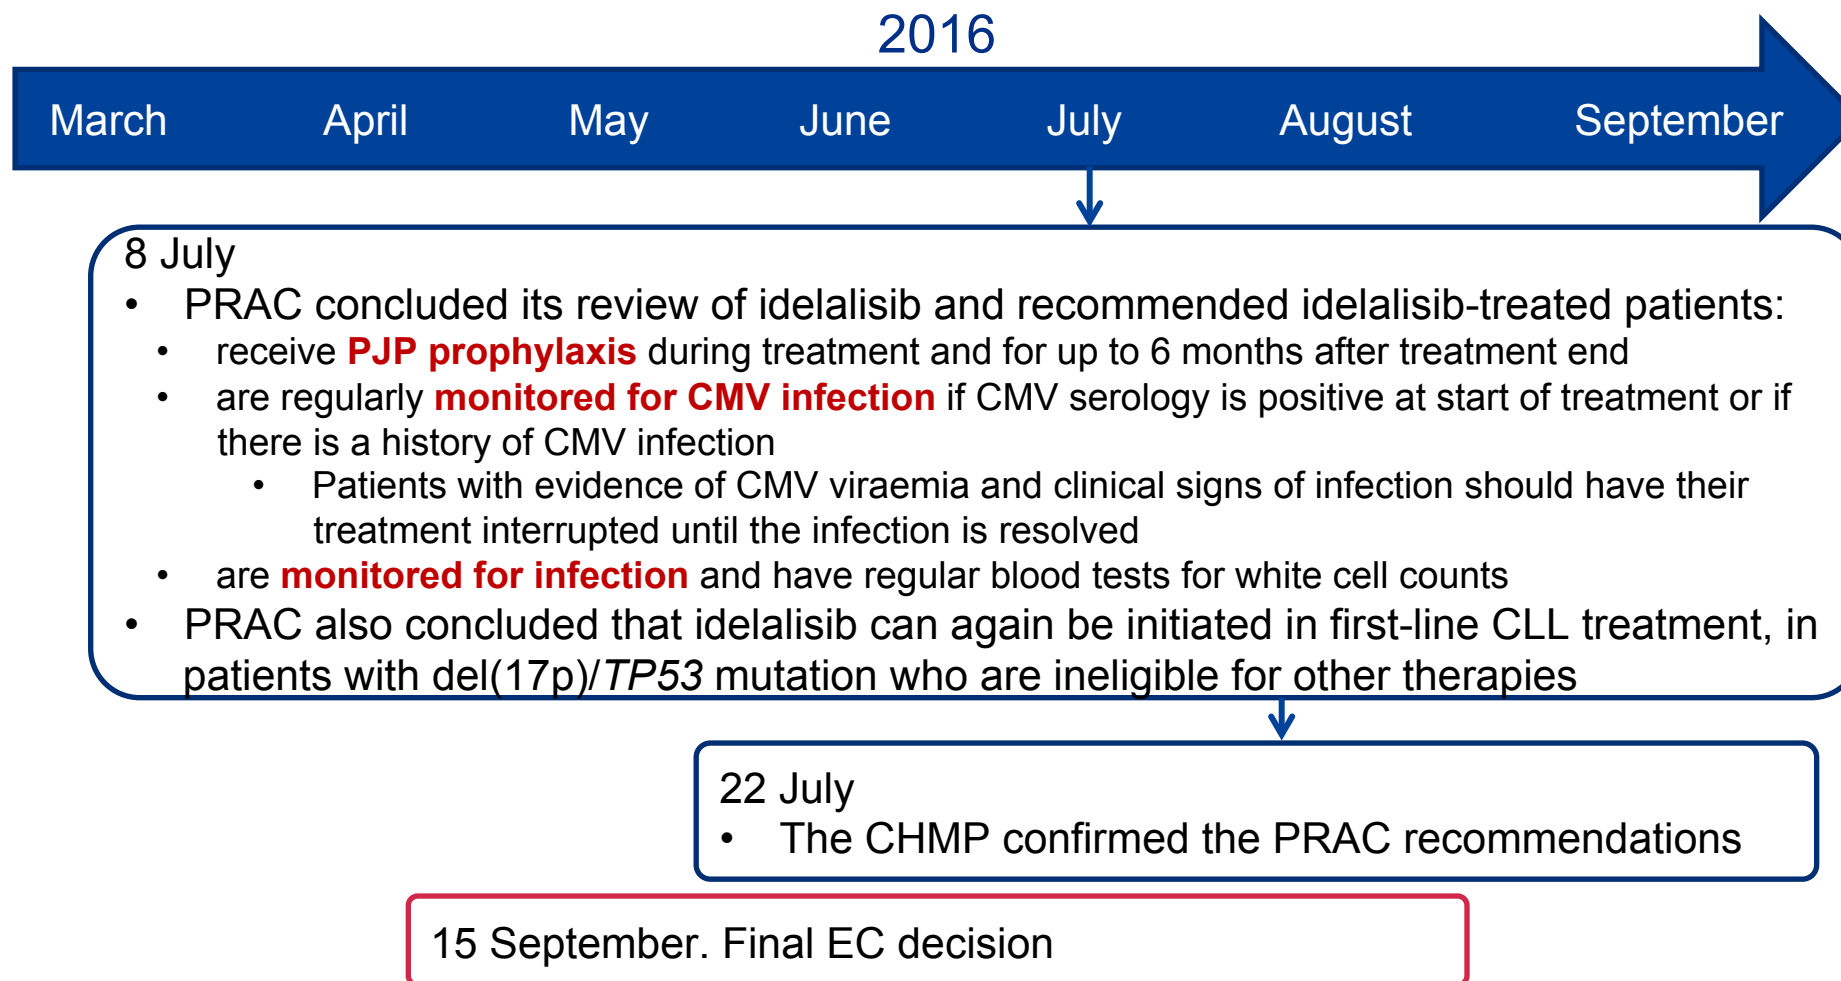 2016
March April May June July August September
8 July
• PRAC concluded its review of idelalisib and recommended idelalisib-treated patients:
• receive PJP prophylaxis during treatment and for up to 6 months after treatment end
• are regularly monitored for CMV infection if CMV serology is positive at start of treatment or if
there is a history of CMV infection
• Patients with evidence of CMV viraemia and clinical signs of infection should have their
treatment interrupted until the infection is resolved
• are monitored for infection and have regular blood tests for white cell counts
• PRAC also concluded that idelalisib can again be initiated in first-line CLL treatment, in
patients with del(17p)/TP53 mutation who are ineligible for other therapies
22 July
• The CHMP confirmed the PRAC recommendations
15 September. Final EC decision